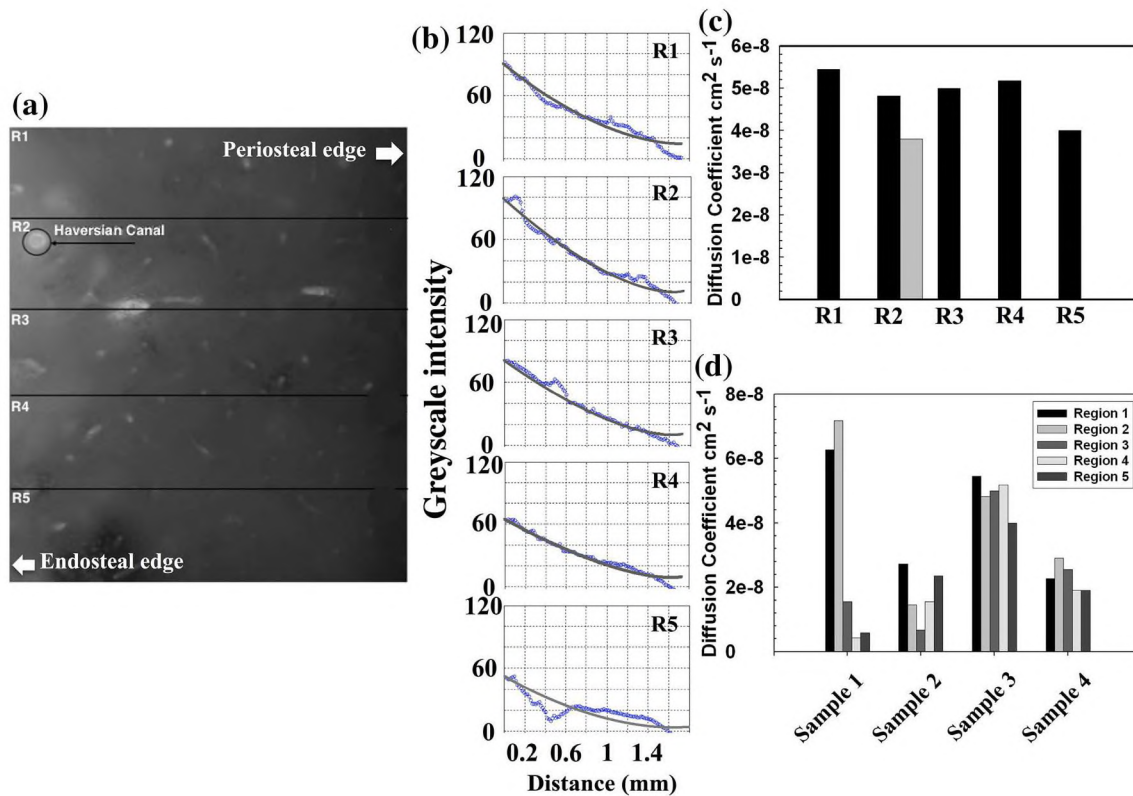 (a)
R1
Periosteal edge
R2
Haversian Canal
R3
R4
R5
Endosteal edge
(b)
Greyscale intensity
120
60
0
R1
120
60
0
R2
120
60
0
R3
120
60
0
R4
120
60
0
R5
0.2 0.6 1 1.4
Distance (mm)
(c)
Diffusion Coefficient cm² s⁻¹
6e-8
5e-8
4e-8
3e-8
2e-8
1e-8
0
R1 R2 R3 R4 R5
(d)
Diffusion Coefficient cm² s⁻¹
8e-8
6e-8
4e-8
2e-8
0
Region 1
Region 2
Region 3
Region 4
Region 5
Sample 1
Sample 2
Sample 3
Sample 4